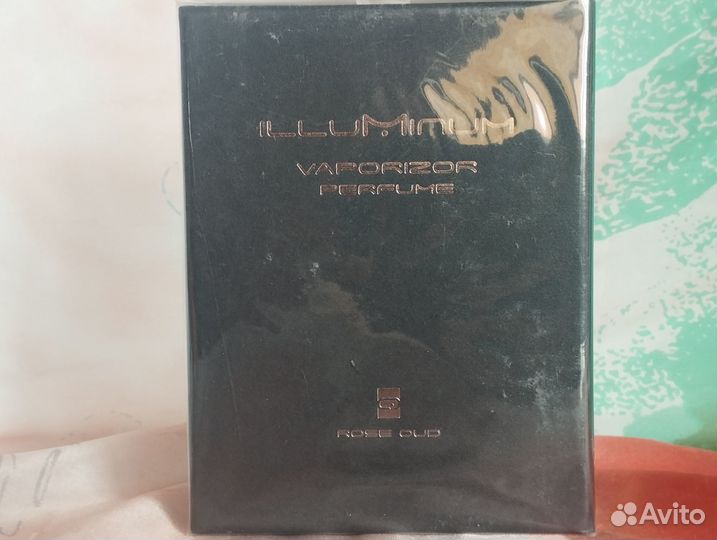 ILLUMINUM
VAPORIZOR
PERFUME
ROSE OUD
Avito